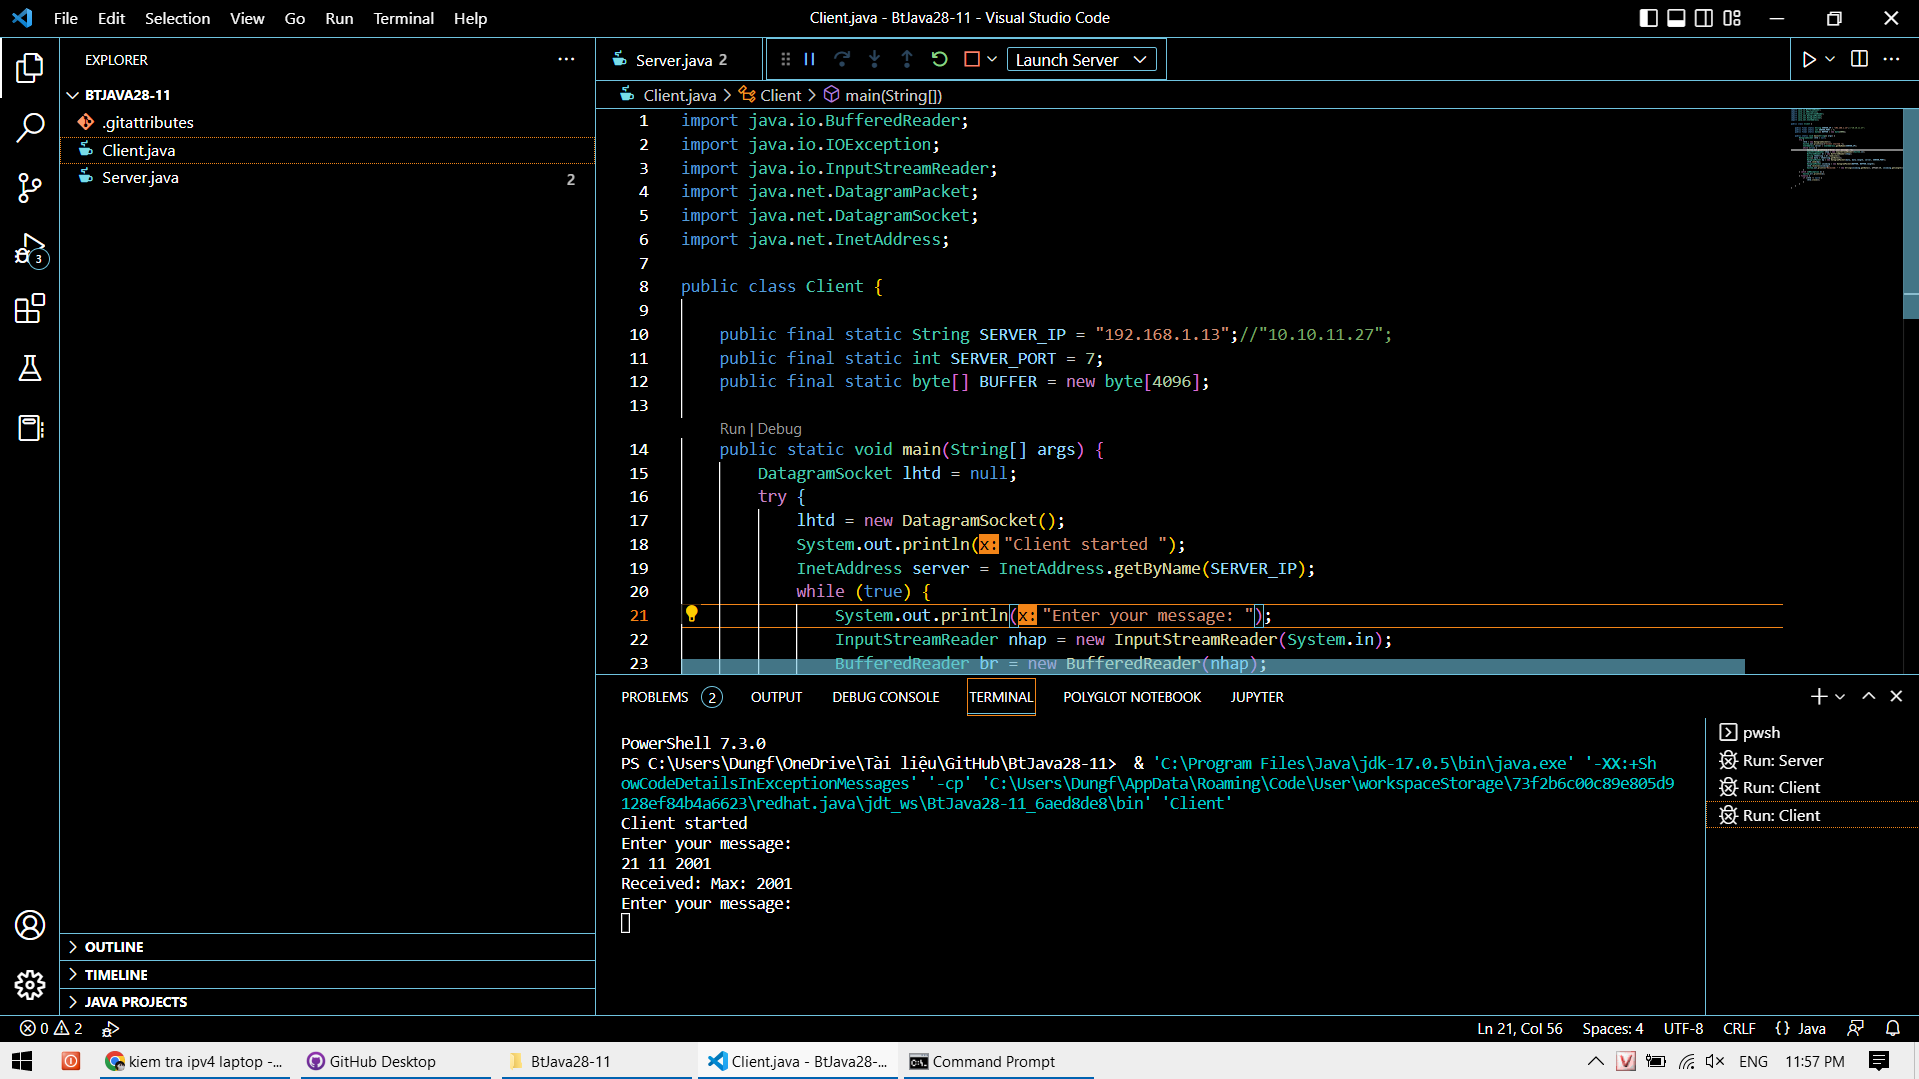 File Edit Selection View Go Run Terminal Help
Client.java - BtJava28-11 - Visual Studio Code
EXPLORER
BTJAVA28-11
.gitattributes
Client.java
Server.java 2
3
Server.java 2
Launch Server
Client.java > Client > main(String[])
1 import java.io.BufferedReader;
2 import java.io.IOException;
3 import java.io.InputStreamReader;
4 import java.net.DatagramPacket;
5 import java.net.DatagramSocket;
6 import java.net.InetAddress;
7
8 public class Client {
9
10 public final static String SERVER_IP = "192.168.1.13";//"10.10.11.27";
11 public final static int SERVER_PORT = 7;
12 public final static byte[] BUFFER = new byte[4096];
13
Run | Debug
14 public static void main(String[] args) {
15 DatagramSocket lhtd = null;
16 try {
17 lhtd = new DatagramSocket();
18 System.out.println(x: "Client started ");
19 InetAddress server = InetAddress.getByName(SERVER_IP);
20 while (true) {
21 System.out.println(x: "Enter your message: ");
22 InputStreamReader nhap = new InputStreamReader(System.in);
23 BufferedReader br = new BufferedReader(nhap);
PROBLEMS 2 OUTPUT DEBUG CONSOLE TERMINAL POLYGLOT NOTEBOOK JUPYTER
PowerShell 7.3.0
PS C:\Users\Dungf\OneDrive\Tài liệu\GitHub\BtJava28-11> & 'C:\Program Files\Java\jdk-17.0.5\bin\java.exe' '-XX:+Sh
owCodeDetailsInExceptionMessages' '-cp' 'C:\Users\Dungf\AppData\Roaming\Code\User\workspaceStorage\73f2b6c00c89e805d9
128ef84b4a6623\redhat.java\jdt_ws\BtJava28-11_6aed8de8\bin' 'Client'
Client started
Enter your message:
21 11 2001
Received: Max: 2001
Enter your message:
pwsh
Run: Server
Run: Client
Run: Client
OUTLINE
TIMELINE
JAVA PROJECTS
0 2
Ln 21, Col 56 Spaces: 4 UTF-8 CRLF {} Java
kiem tra ipv4 laptop -... GitHub Desktop BtJava28-11 Client.java - BtJava28-... Command Prompt
V ENG 11:57 PM